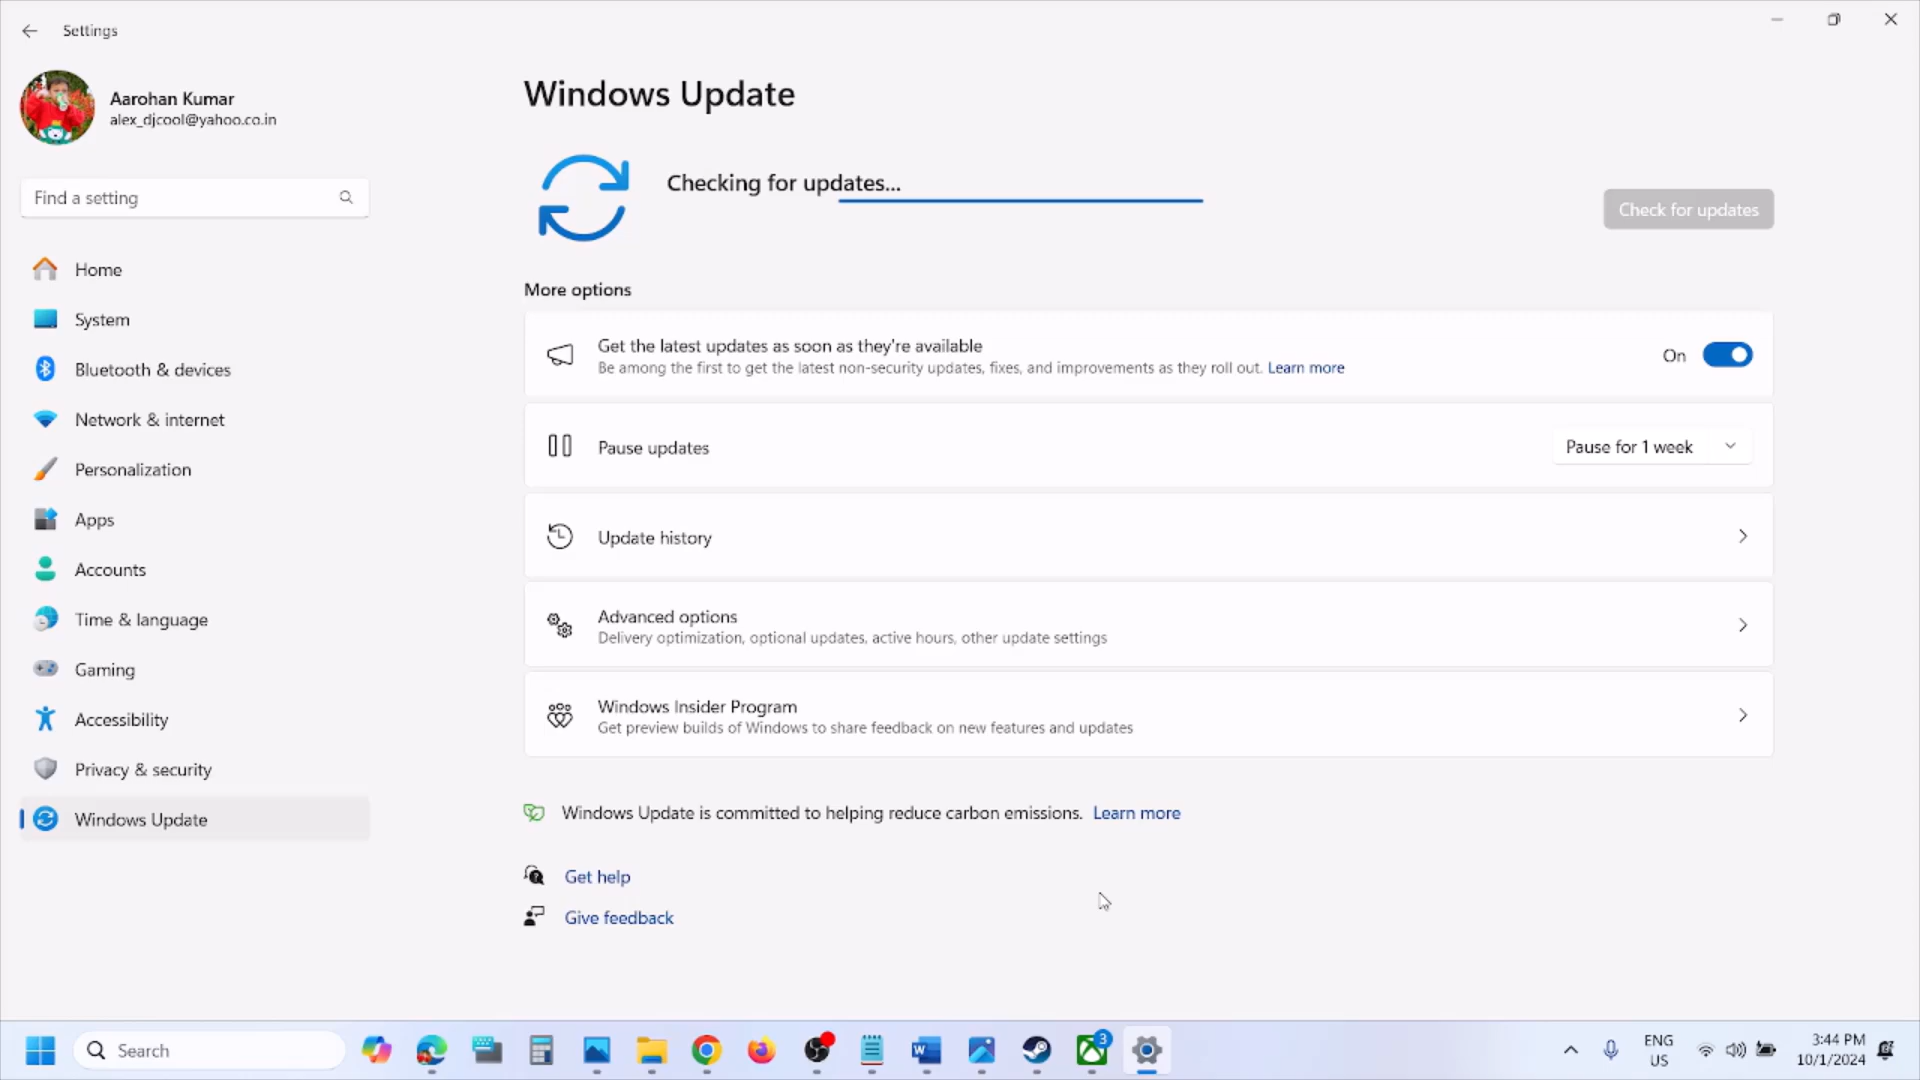 Settings
Aarohan Kumar
alex_djcool@yahoo.co.in
Find a setting
Home
System
Bluetooth & devices
Network & internet
Personalization
Apps
Accounts
Time & language
Gaming
Accessibility
Privacy & security
Windows Update
Windows Update
Checking for updates...
Check for updates
More options
Get the latest updates as soon as they're available
Be among the first to get the latest non-security updates, fixes, and improvements as they roll out. Learn more
On
Pause updates
Pause for 1 week
Update history
Advanced options
Delivery optimization, optional updates, active hours, other update settings
Windows Insider Program
Get preview builds of Windows to share feedback on new features and updates
Windows Update is committed to helping reduce carbon emissions. Learn more
Get help
Give feedback
Search
3
ENG
US
3:44 PM
10/1/2024